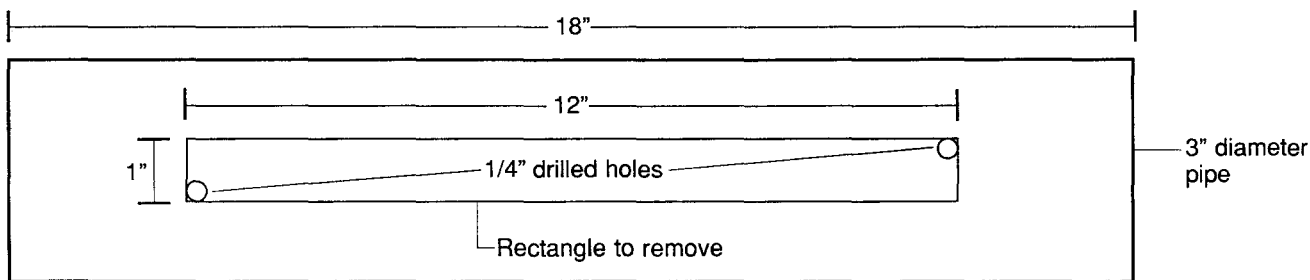 18"
12"
1"
1/4" drilled holes
3" diameter
pipe
Rectangle to remove